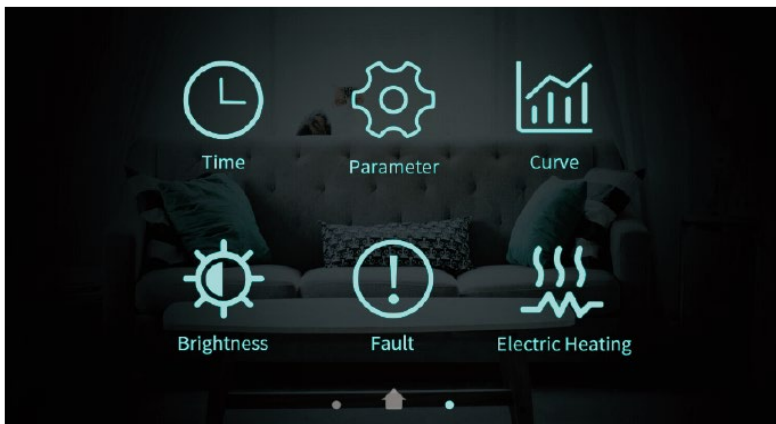 Time
Parameter
Curve
Brightness
Fault
Electric Heating